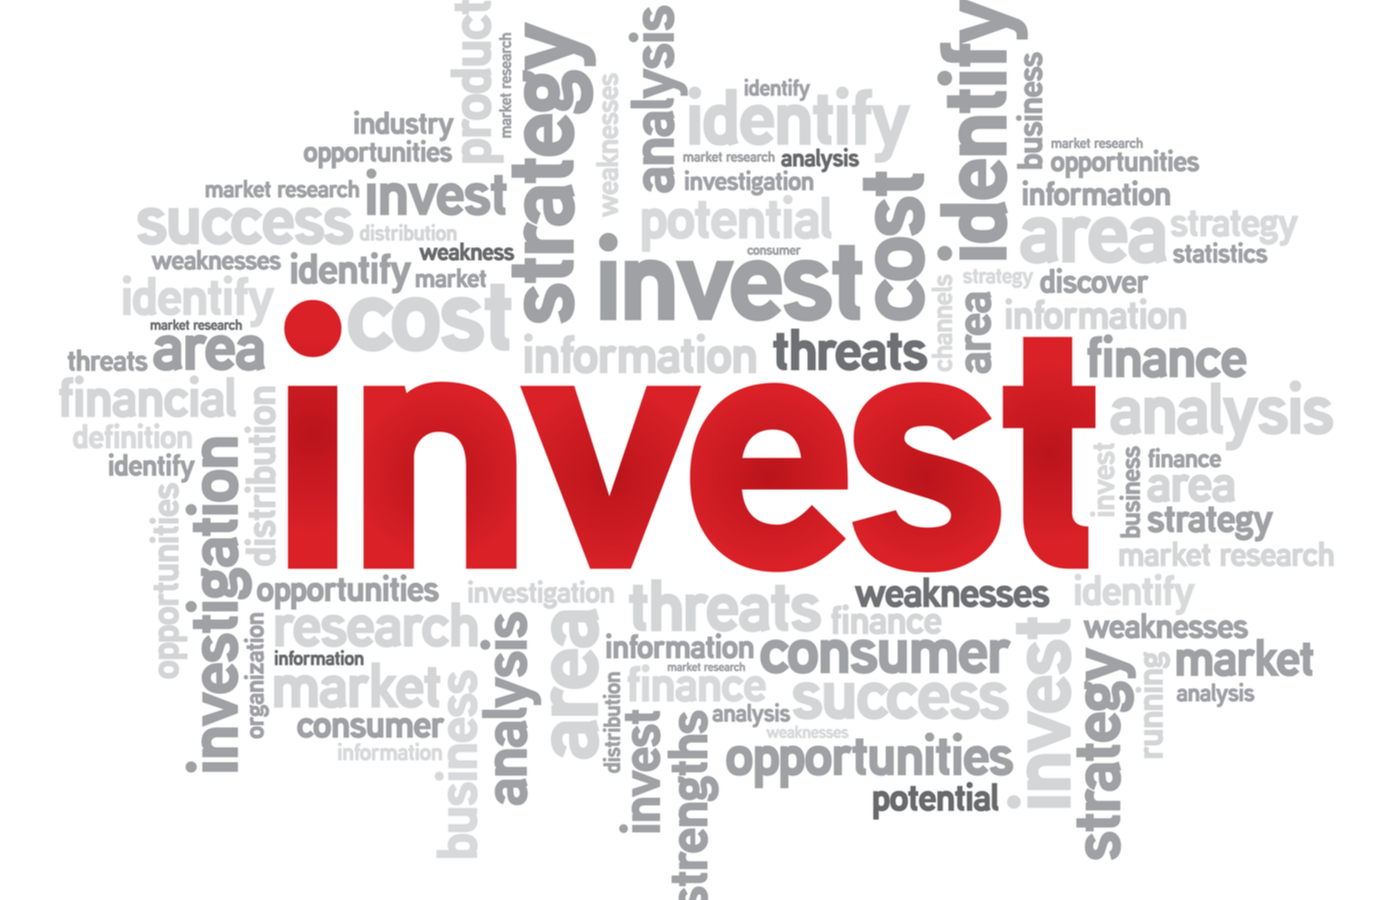 product
market research
strategy
weaknesses
analysis
identify
identify
market research
analysis
investigation
potential
consumer
invest
cost
identify
business
market research
opportunities
information
area
strategy
statistics
strategy
discover
channels
area
information
industry
opportunities
market research
invest
success
distribution
weakness
weaknesses
identify
market
identify
cost
market research
threats
area
information
threats
finance
financial
analysis
definition
identify
distribution
invest
invest
business
finance
area
strategy
market research
opportunities
investigation
opportunities
investigation
threats
weaknesses
identify
research
area
finance
weaknesses
organization
information
analysis
information
consumer
market research
market
finance
success
invest
strategy
running
market
analysis
consumer
information
business
distribution
invest
strengths
analysis
weaknesses
opportunities
potential